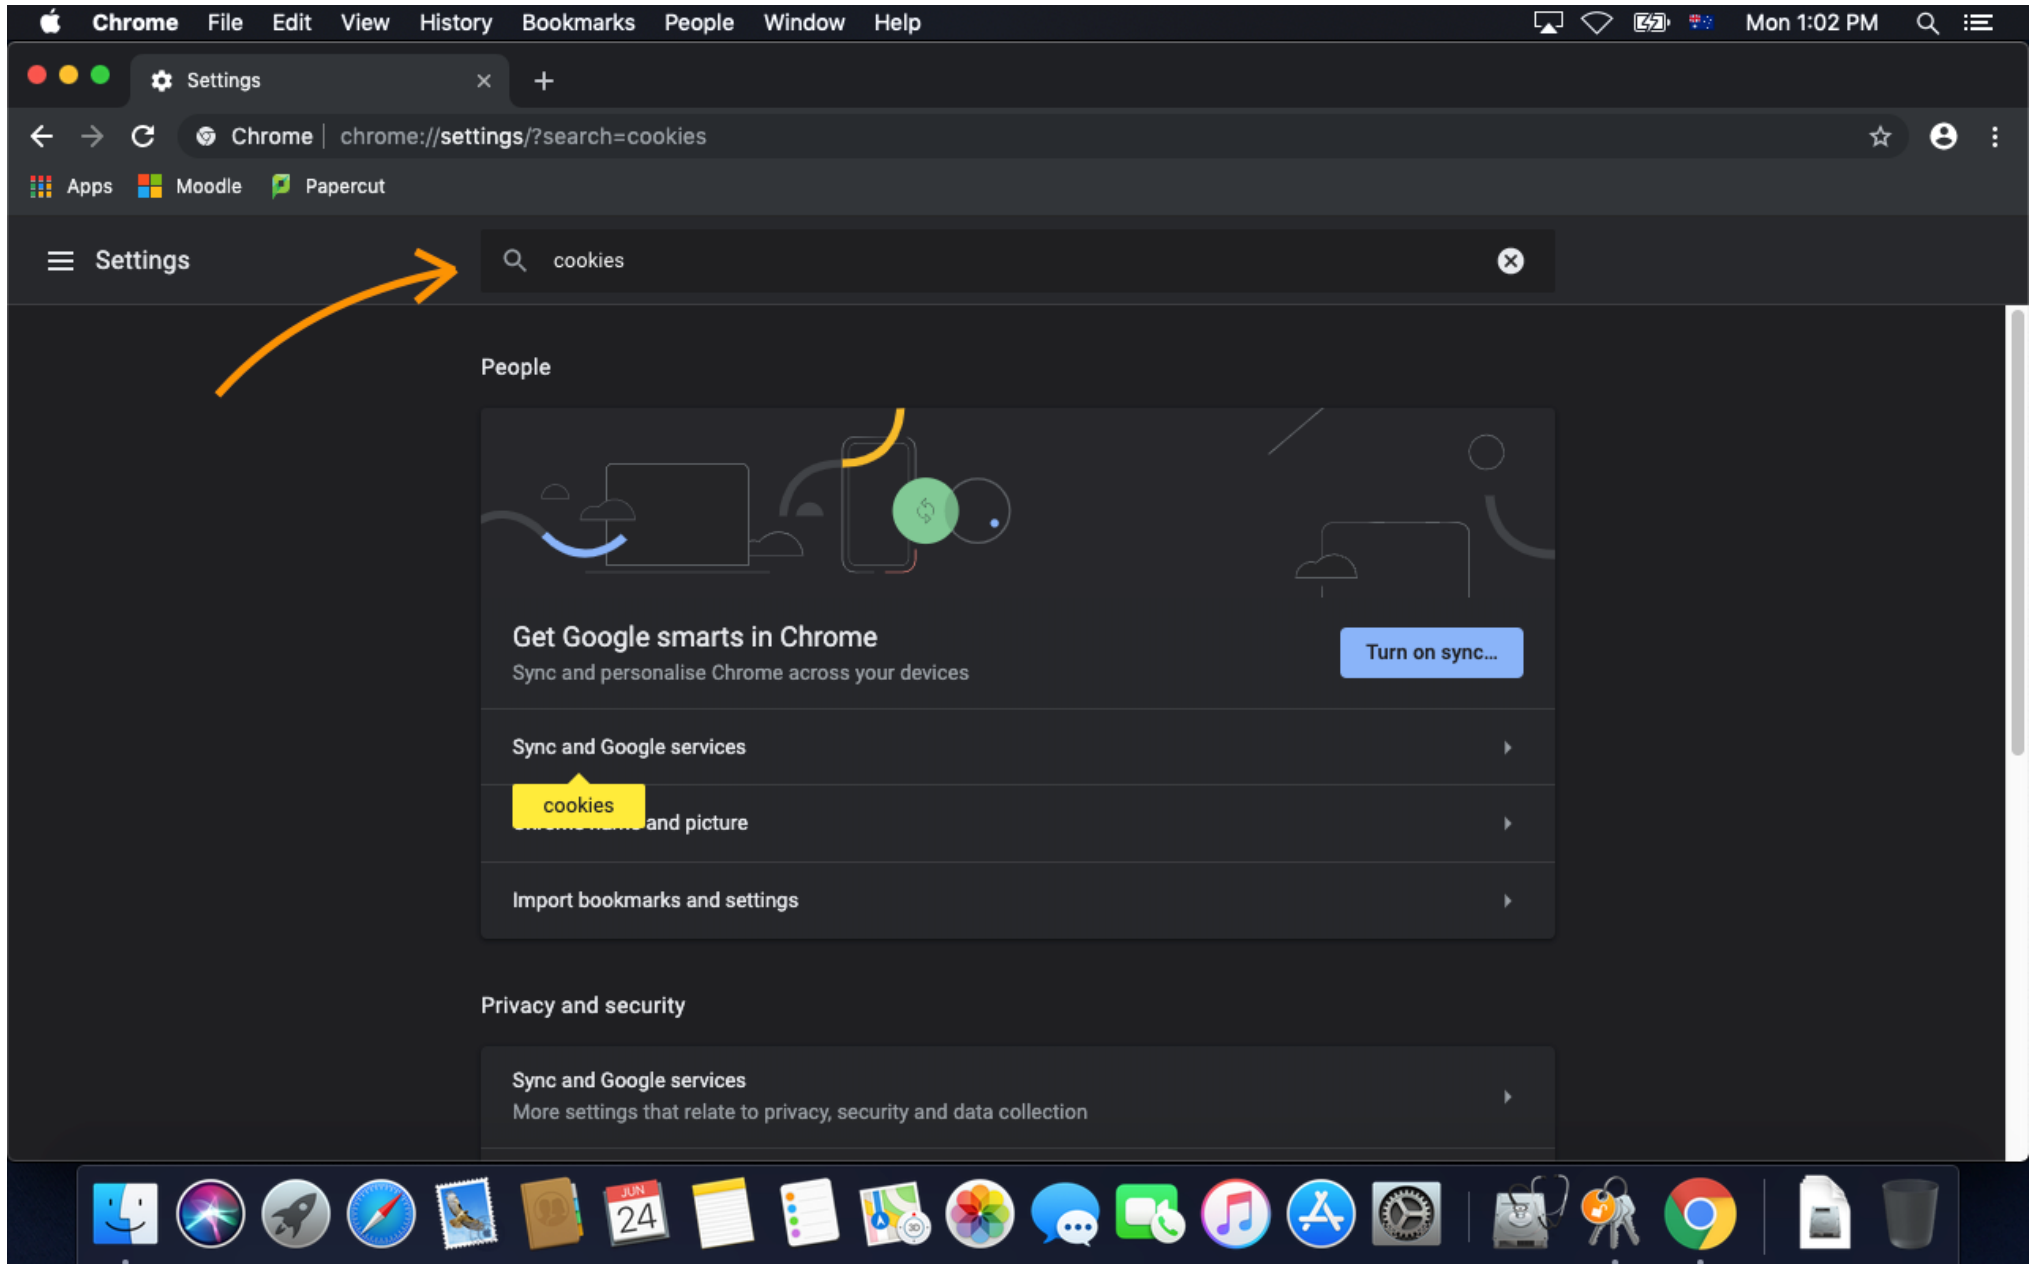 Chrome File Edit View History Bookmarks People Window Help Mon 1:02 PM
Settings
Chrome chrome://settings/?search=cookies
Apps Moodle Papercut
Settings cookies
People
Get Google smarts in Chrome
Sync and personalise Chrome across your devices
Turn on sync...
Sync and Google services
cookies
and picture
Import bookmarks and settings
Privacy and security
Sync and Google services
More settings that relate to privacy, security and data collection
JUN
24
3D